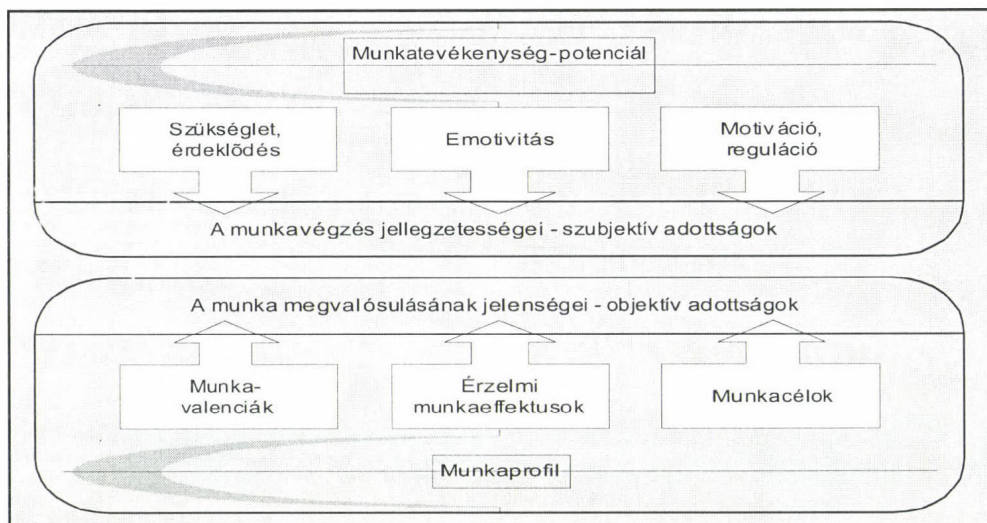 Munkatevékenység-potenciál
Szükséglet,
érdeklõdés
Emotivitás
Motiváció,
reguláció
A munkavégzés jellegzetességei - szubjektív adottságok
A munka megvalósulásának jelenségei - objektív adottságok
Munka-
valenciák
Érzelmi
munkaeffektusok
Munkacélok
Munkaprofil